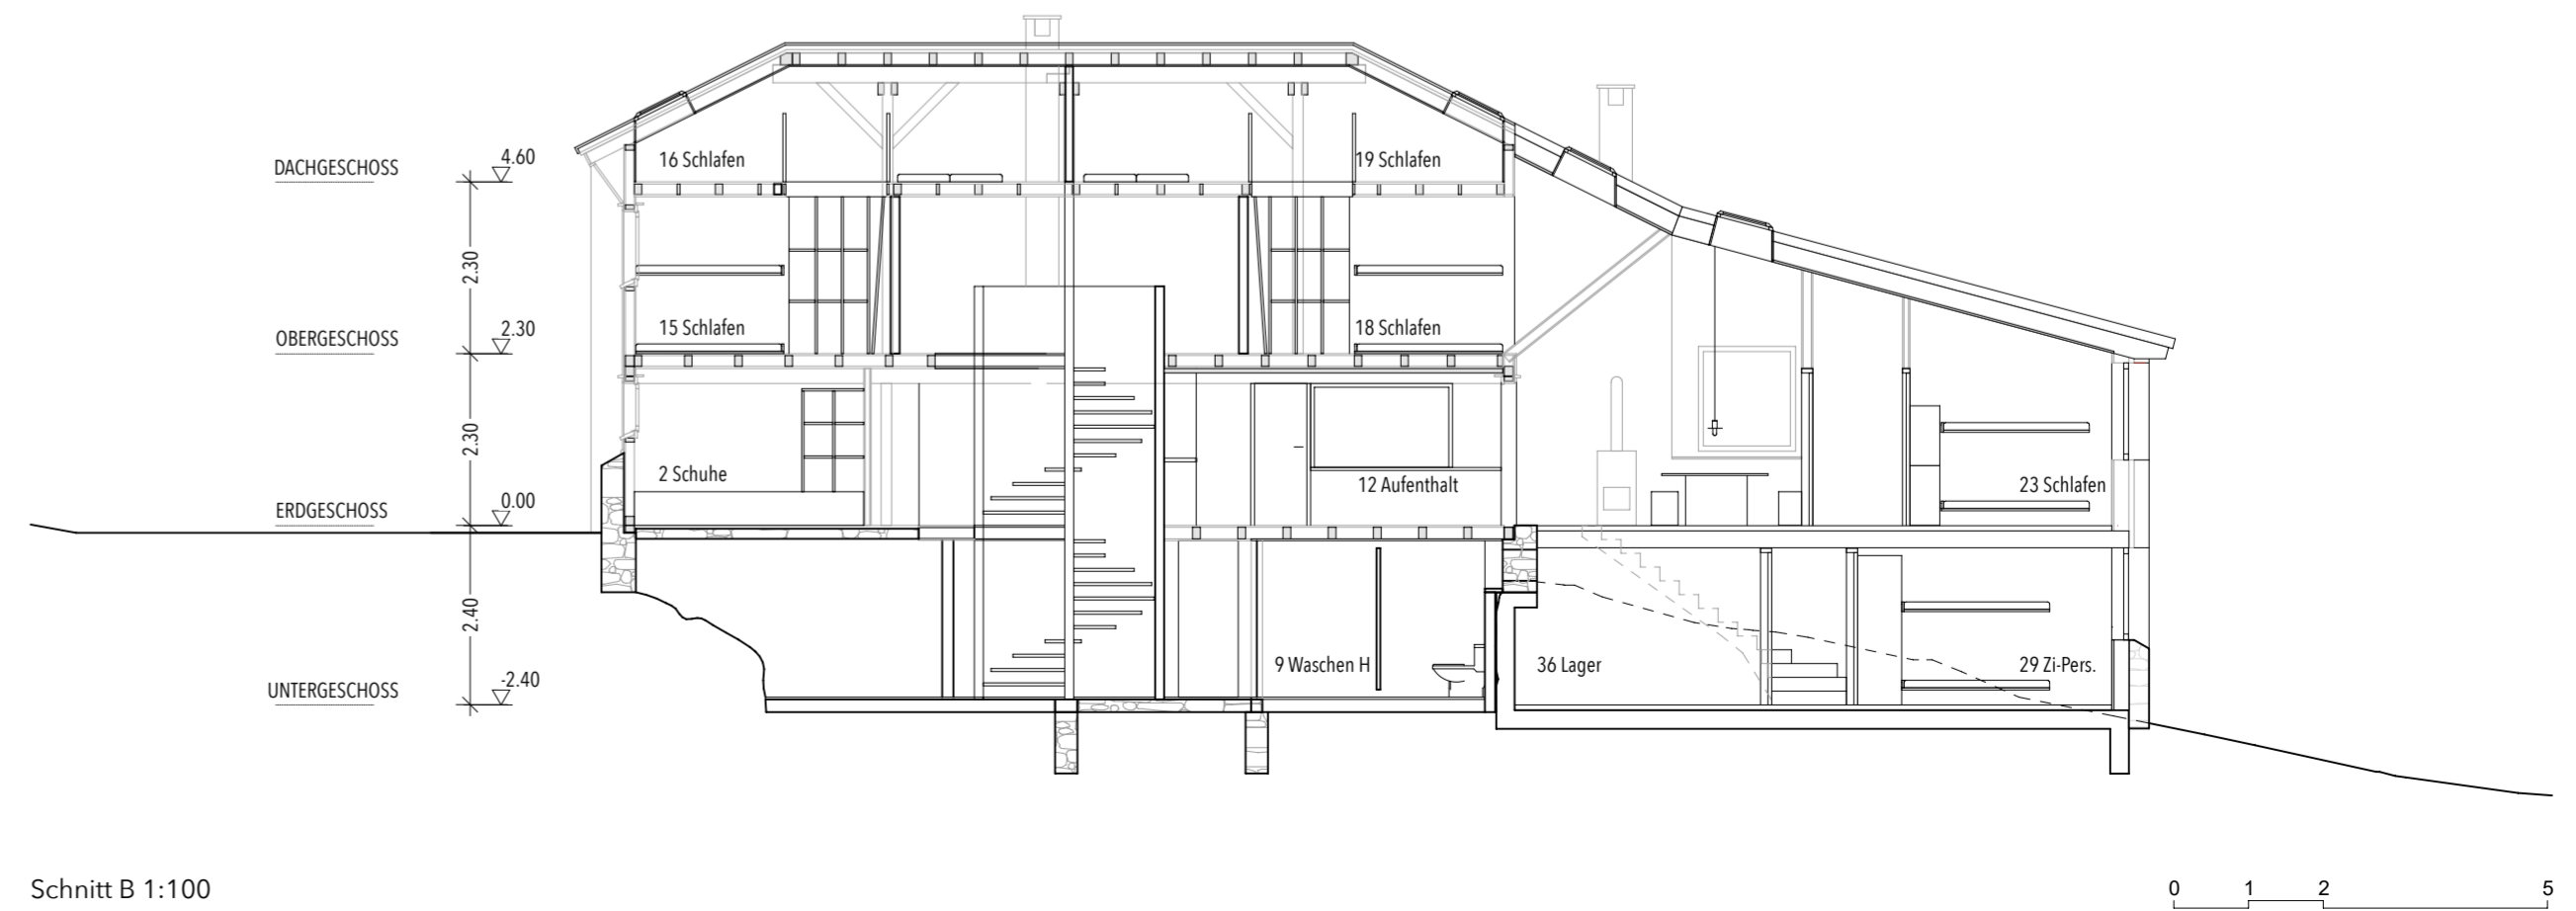 DACHGESCHOSS
4.60
16 Schlafen
19 Schlafen
2.30
OBERGESCHOSS
2.30
15 Schlafen
18 Schlafen
2.30
2 Schuhe
12 Aufenthalt
23 Schlafen
ERDGESCHOSS
0.00
2.40
9 Waschen H
36 Lager
29 Zi-Pers.
UNTERGESCHOSS
-2.40
Schnitt B 1:100
0 1 2 5